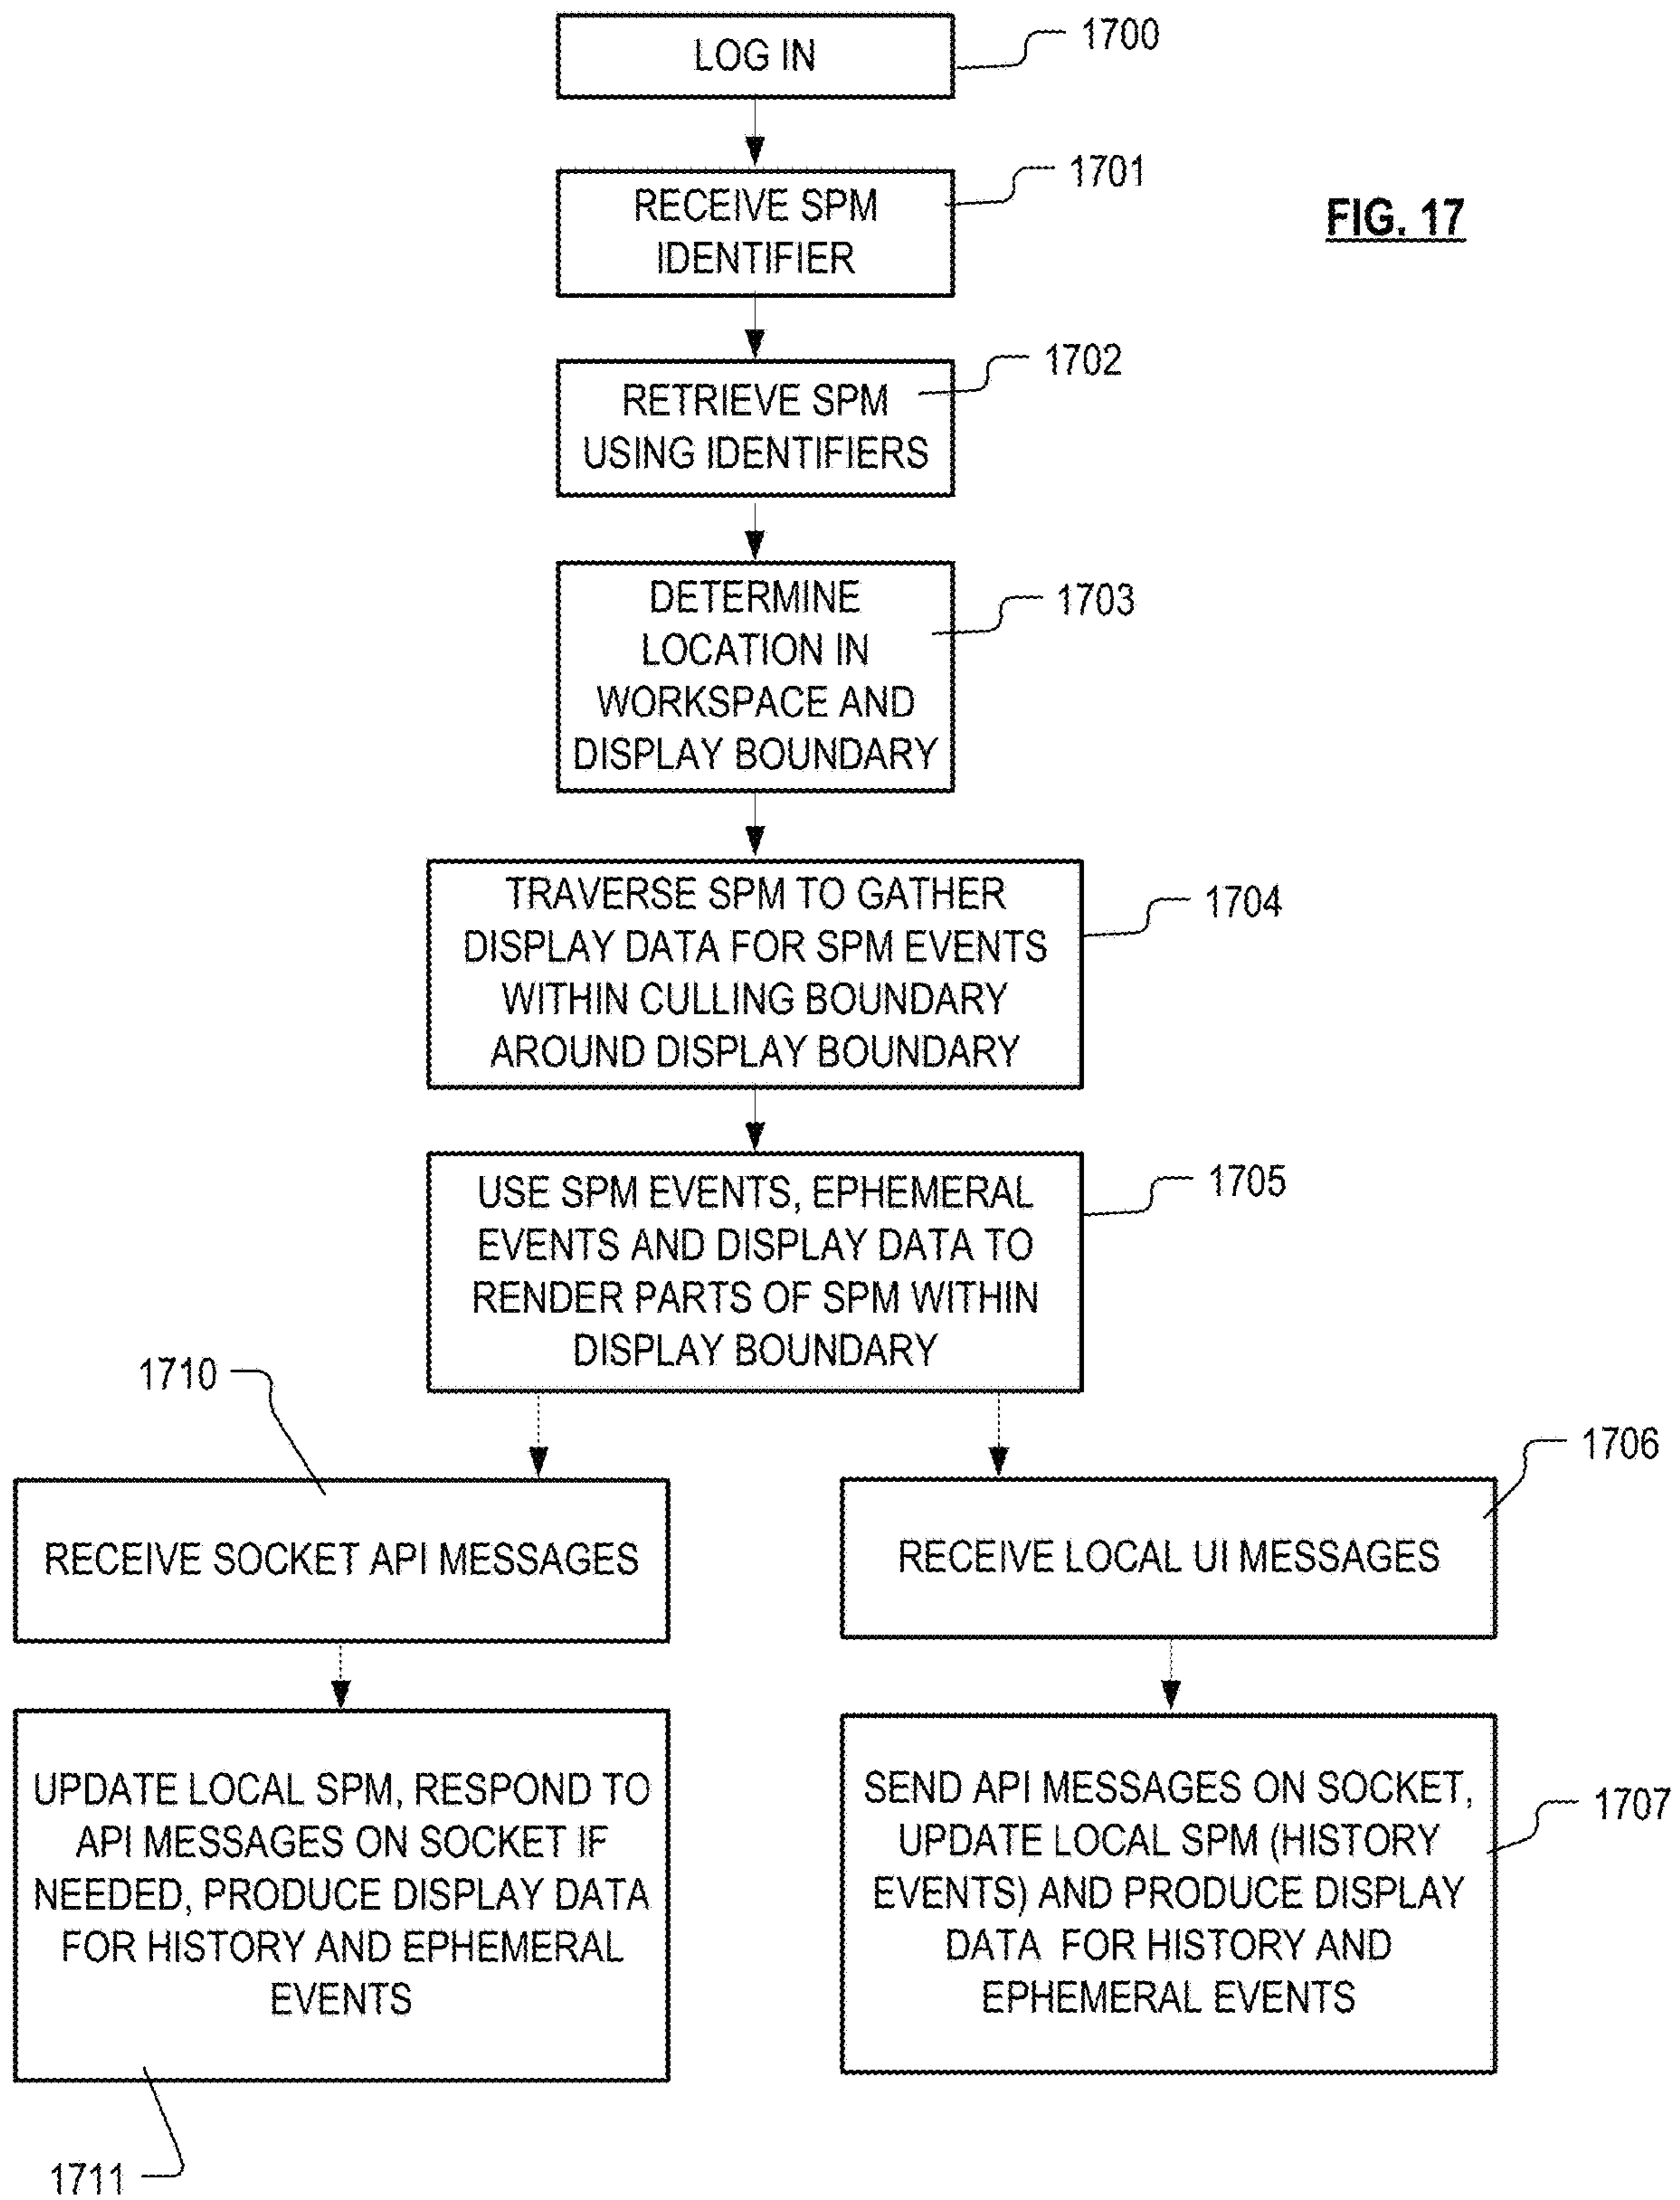 LOG IN
1700
RECEIVE SPM
IDENTIFIER
1701
FIG. 17
RETRIEVE SPM
USING IDENTIFIERS
1702
DETERMINE
LOCATION IN
WORKSPACE AND
DISPLAY BOUNDARY
1703
TRAVERSE SPM TO GATHER
DISPLAY DATA FOR SPM EVENTS
WITHIN CULLING BOUNDARY
AROUND DISPLAY BOUNDARY
1704
USE SPM EVENTS, EPHEMERAL
EVENTS AND DISPLAY DATA TO
RENDER PARTS OF SPM WITHIN
DISPLAY BOUNDARY
1705
1710
RECEIVE SOCKET API MESSAGES
1706
RECEIVE LOCAL UI MESSAGES
UPDATE LOCAL SPM, RESPOND TO
API MESSAGES ON SOCKET IF
NEEDED, PRODUCE DISPLAY DATA
FOR HISTORY AND EPHEMERAL
EVENTS
1711
SEND API MESSAGES ON SOCKET,
UPDATE LOCAL SPM (HISTORY
EVENTS) AND PRODUCE DISPLAY
DATA FOR HISTORY AND
EPHEMERAL EVENTS
1707